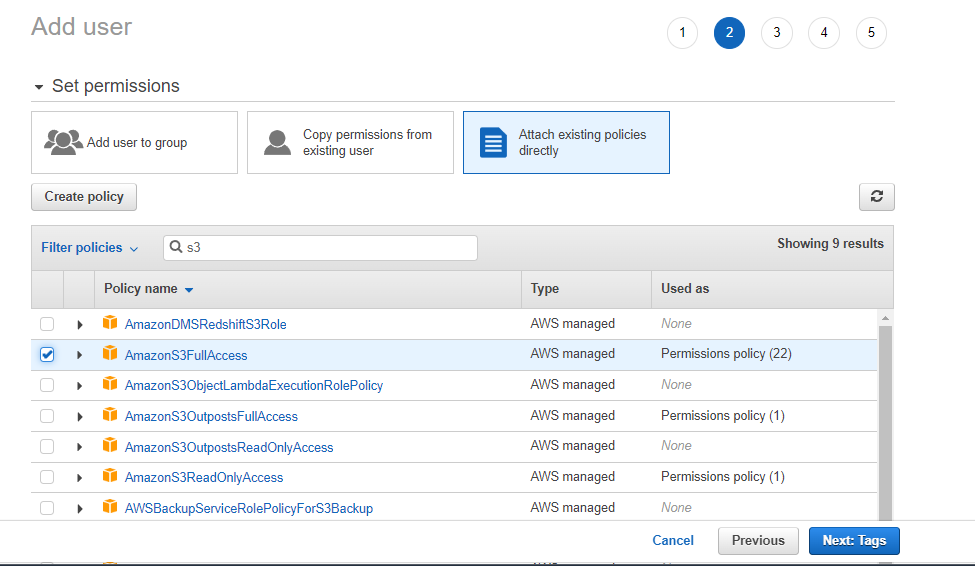 Add user
1 2 3 4 5
Set permissions
Add user to group
Copy permissions from
existing user
Attach existing policies
directly
Create policy
Filter policies s3 Showing 9 results
Policy name Type Used as
AmazonDMSRedshiftS3Role AWS managed None
AmazonS3FullAccess AWS managed Permissions policy (22)
AmazonS3ObjectLambdaExecutionRolePolicy AWS managed None
AmazonS3OutpostsFullAccess AWS managed Permissions policy (1)
AmazonS3OutpostsReadOnlyAccess AWS managed None
AmazonS3ReadOnlyAccess AWS managed Permissions policy (1)
AWSBackupServiceRolePolicyForS3Backup AWS managed None
Cancel Previous Next: Tags